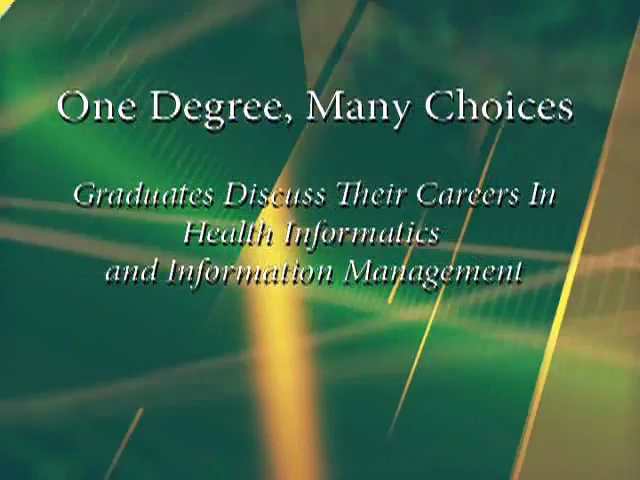 One Degree, Many Choices
Graduates Discuss Their Careers In
Health Informatics
and Information Management